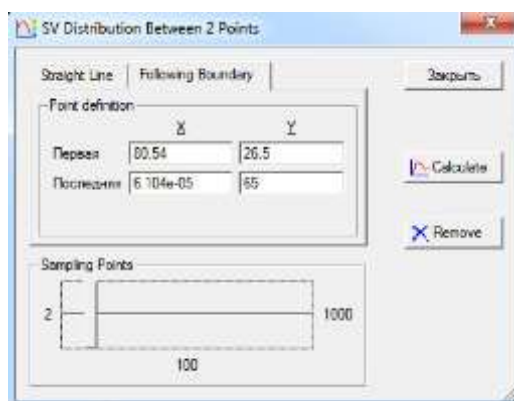 SV Distribution Between 2 Points
Straight Line
Following Boundary
Закрыть
Point definition
X Y
Первая 80.54 26.5
Последняя 6.104e-05 65
Calculate
Remove
Sampling Points
2 1000
100